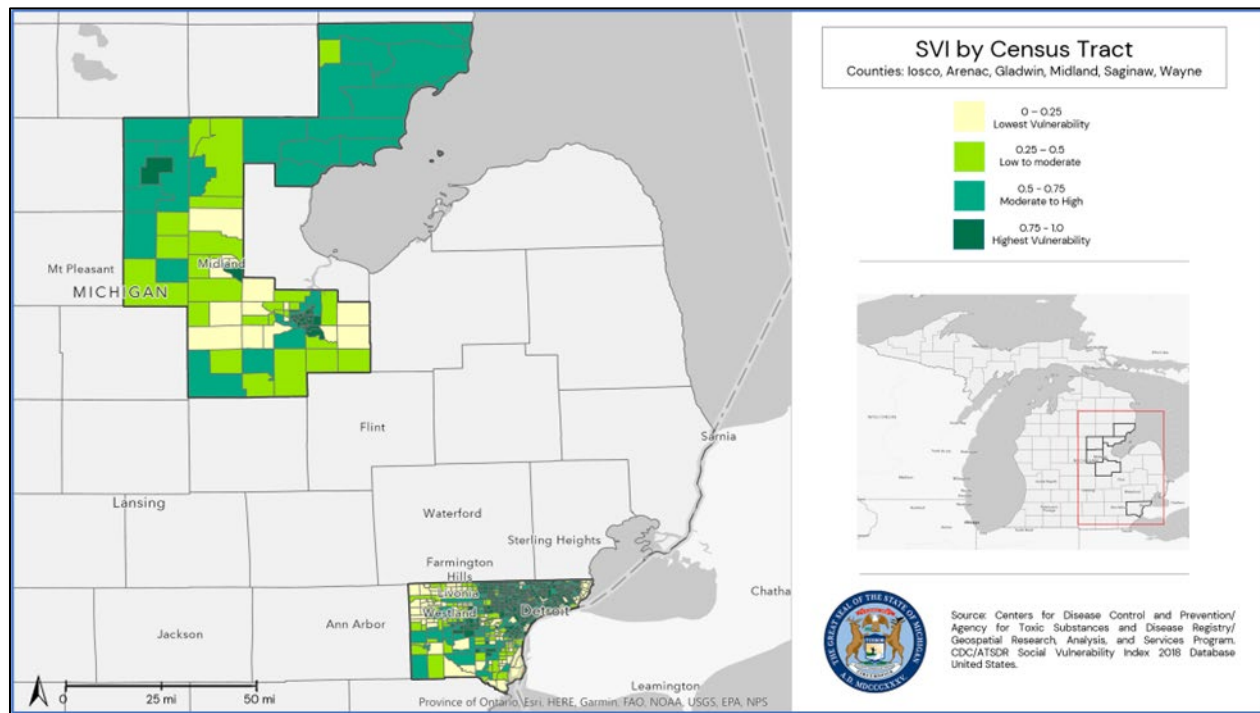 SVI by Census Tract
Counties: Iosco, Arenac, Gladwin, Midland, Saginaw, Wayne
0 – 0.25
Lowest Vulnerability
0.25 – 0.5
Low to moderate
0.5 - 0.75
Moderate to High
0.75 - 1.0
Highest Vulnerability
Mt Pleasant
Midland
MICHIGAN
Flint
Sarnia
Lansing
Waterford
Sterling Heights
Farmington
Hills
Livonia
Westland
Detroit
Chatha
Ann Arbor
Jackson
Leamington
25 mi
50 mi
0
Province of Ontario, Esri, HERE, Garmin, FAO, NOAA, USGS, EPA, NPS
THE GREAT SEAL OF THE STATE OF MICHIGAN
A.D. MDCCCXXXV.
Source: Centers for Disease Control and Prevention/
Agency for Toxic Substances and Disease Registry/
Geospatial Research, Analysis, and Services Program.
CDC/ATSDR Social Vulnerability Index 2018 Database
United States.